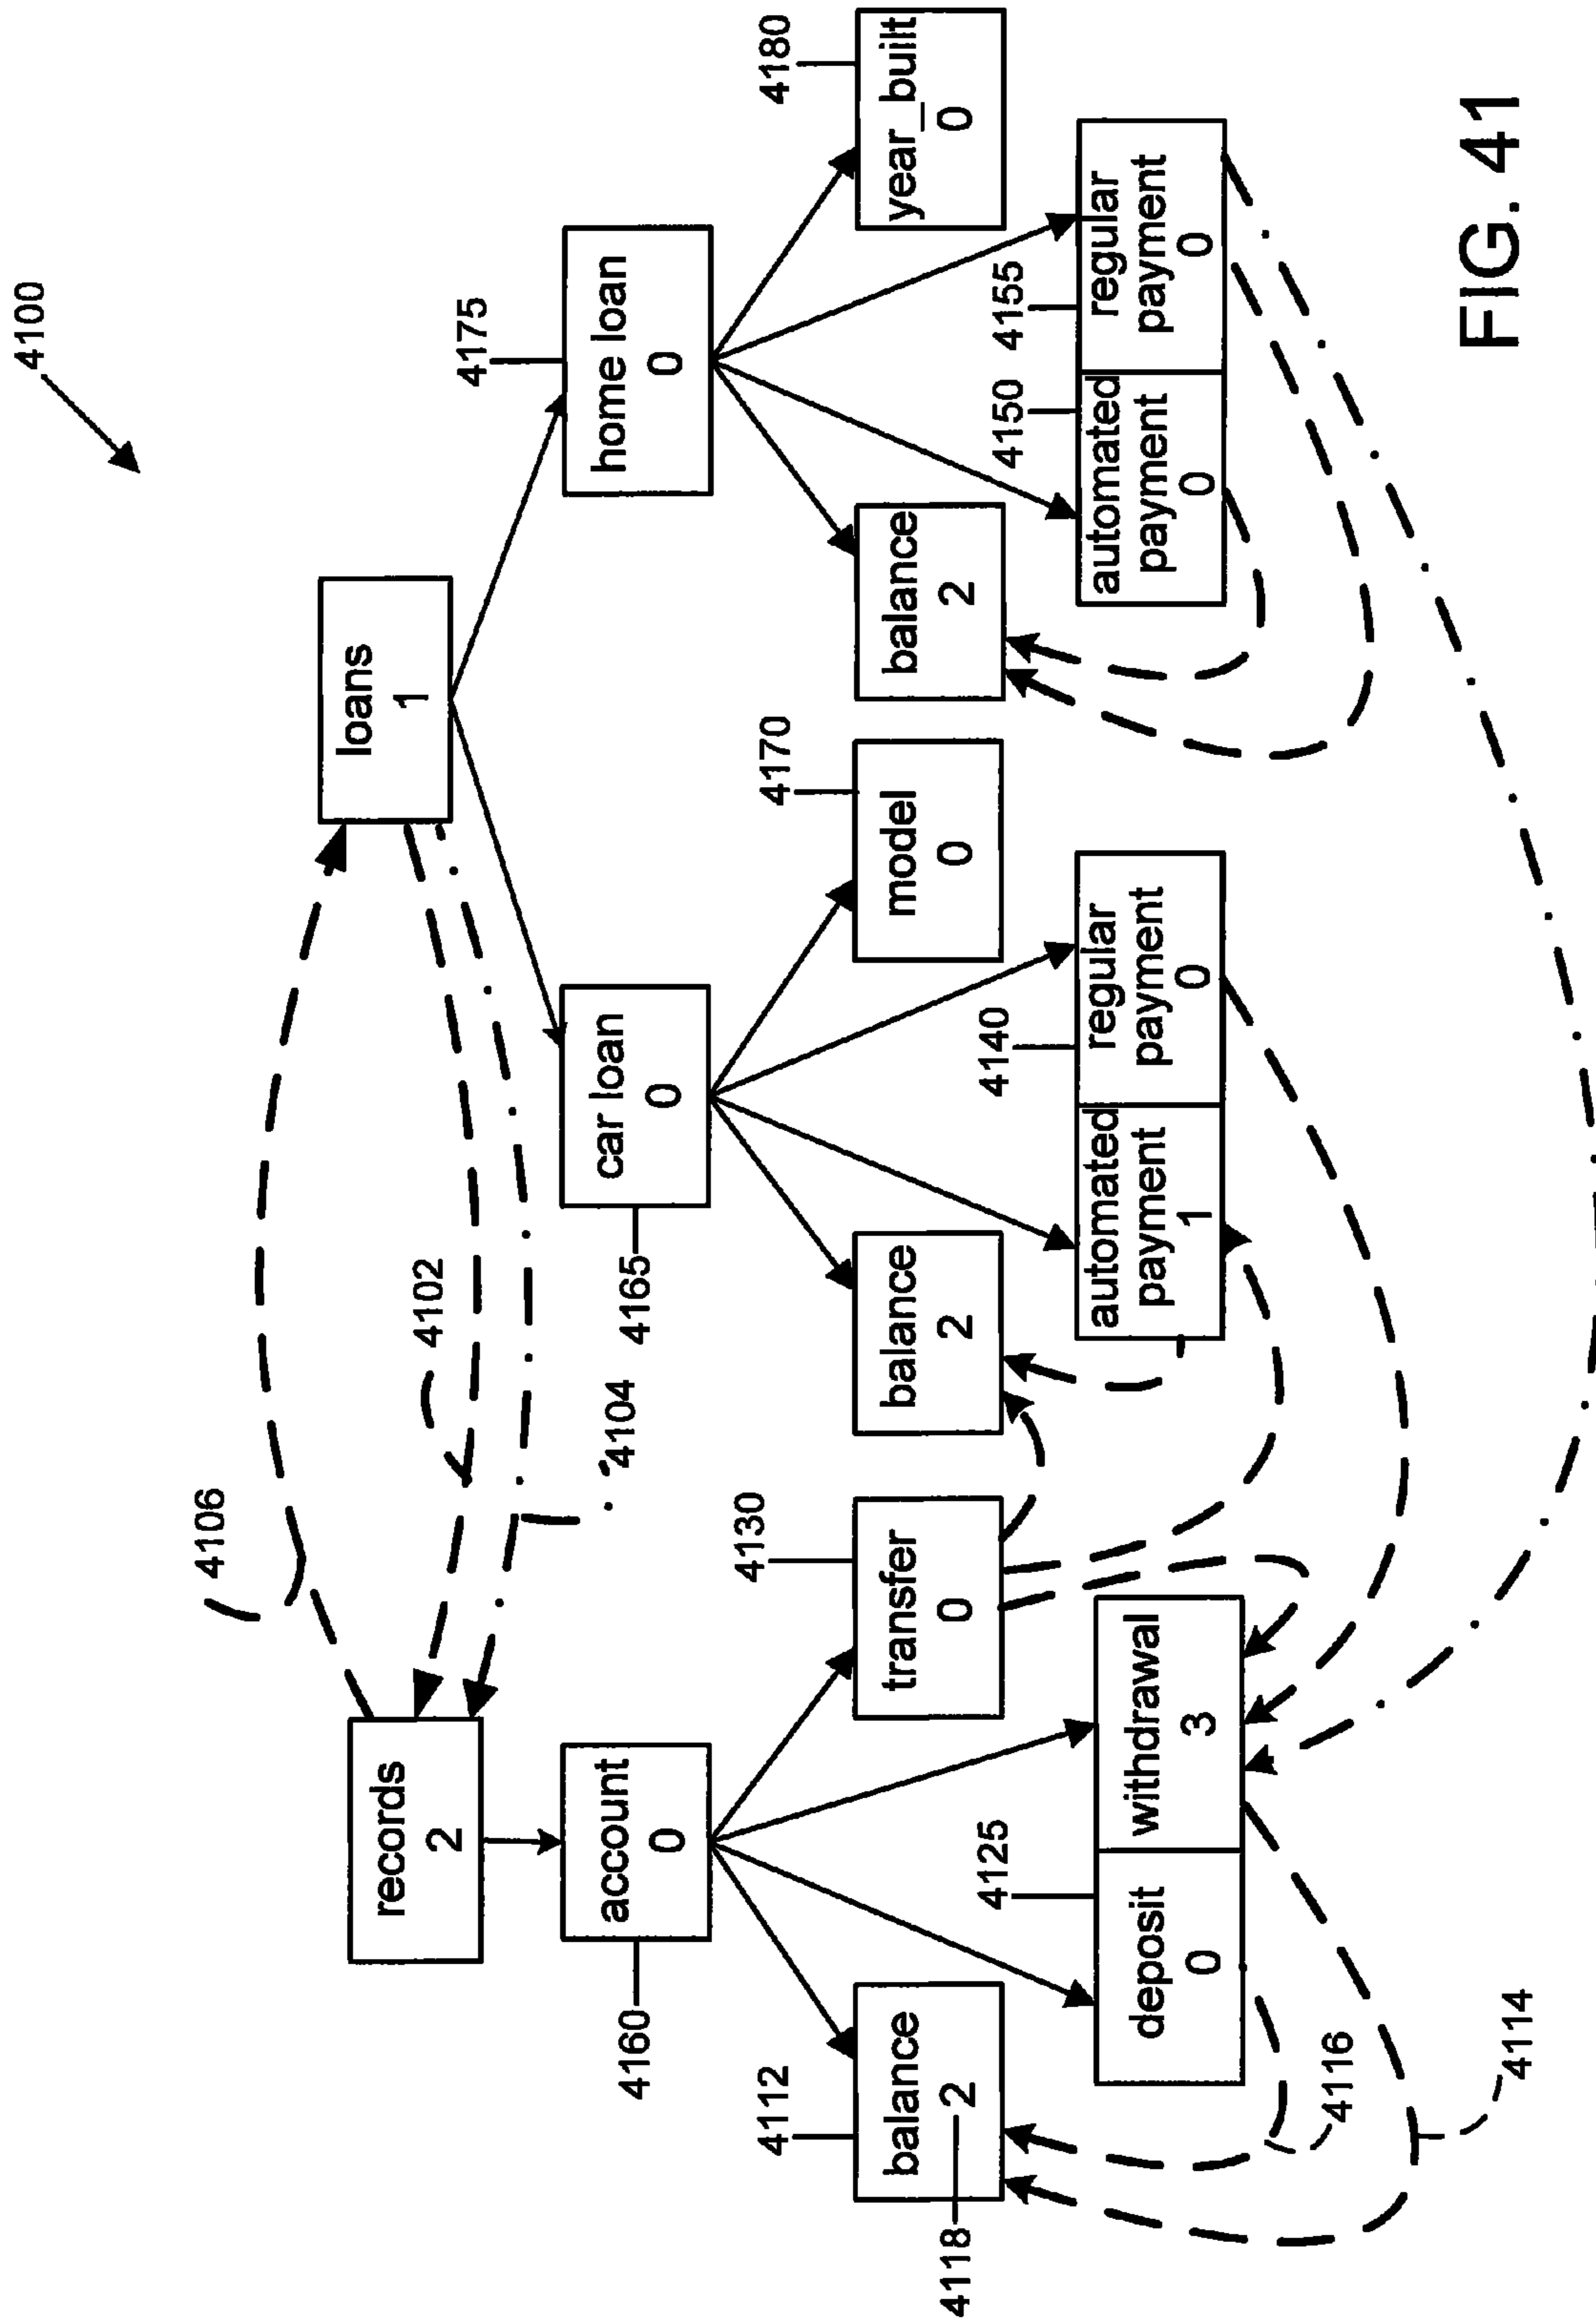 4100
loans
1
records
2
4106
4102
4104
4175
home loan
0
car loan
0
4165
account
0
4160
4180
year_built
0
balance
2
4170
model
0
balance
2
4130
transfer
0
4112
balance
2
4118
4155
regular
payment
0
4150
automated
payment
0
4140
regular
payment
0
automated
payment
1
withdrawal
3
4125
deposit
0
4116
4114
FIG. 41